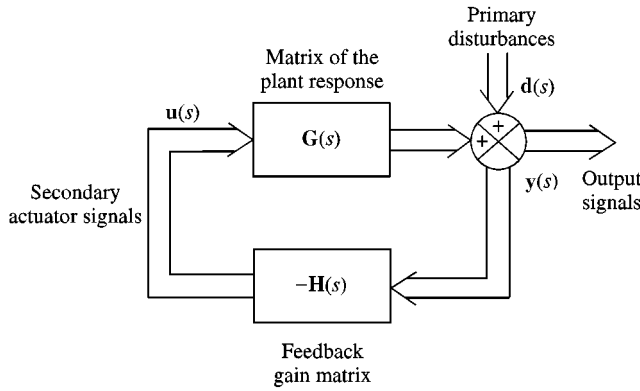 Primary
disturbances
Matrix of the
plant response
d(s)
u(s)
G(s)
+
+
y(s)
Output
signals
Secondary
actuator signals
−H(s)
Feedback
gain matrix